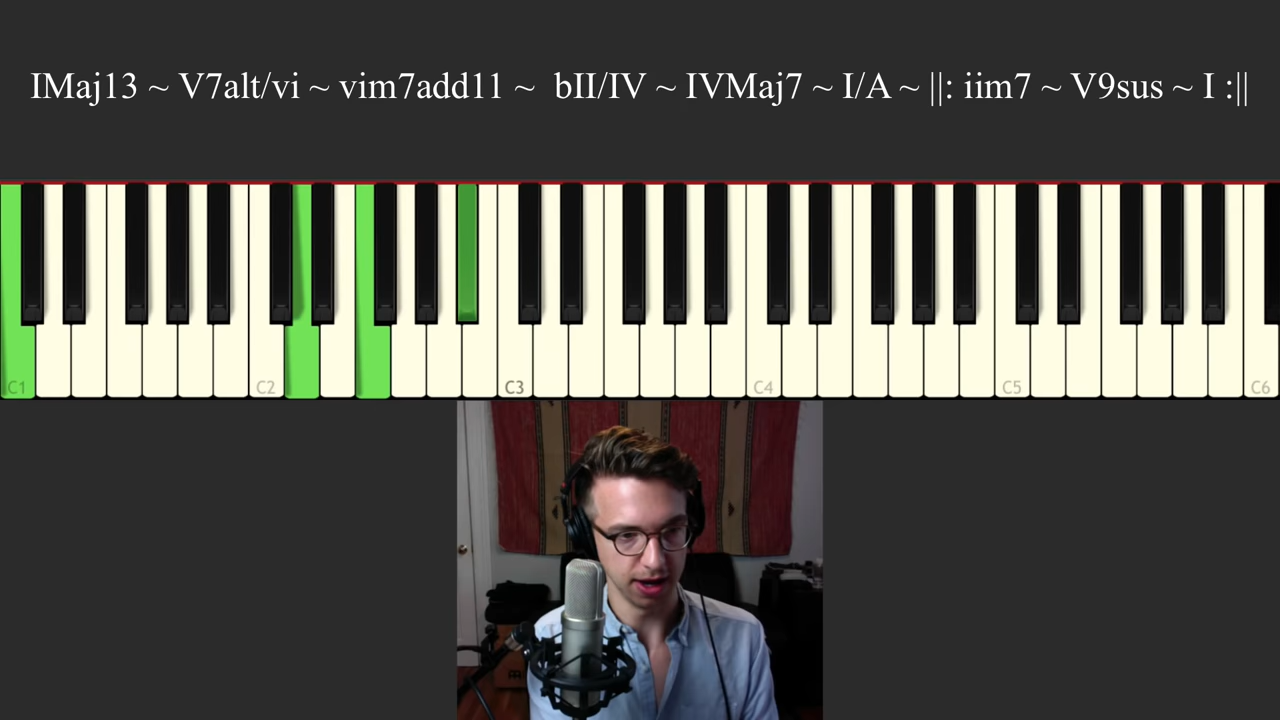 IMaj13 ~ V7alt/vi ~ vim7add11 ~ bII/IV ~ IVMaj7 ~ I/A ~ ||: iim7 ~ V9sus ~ I :||
C1 C2 C3 C4 C5 C6